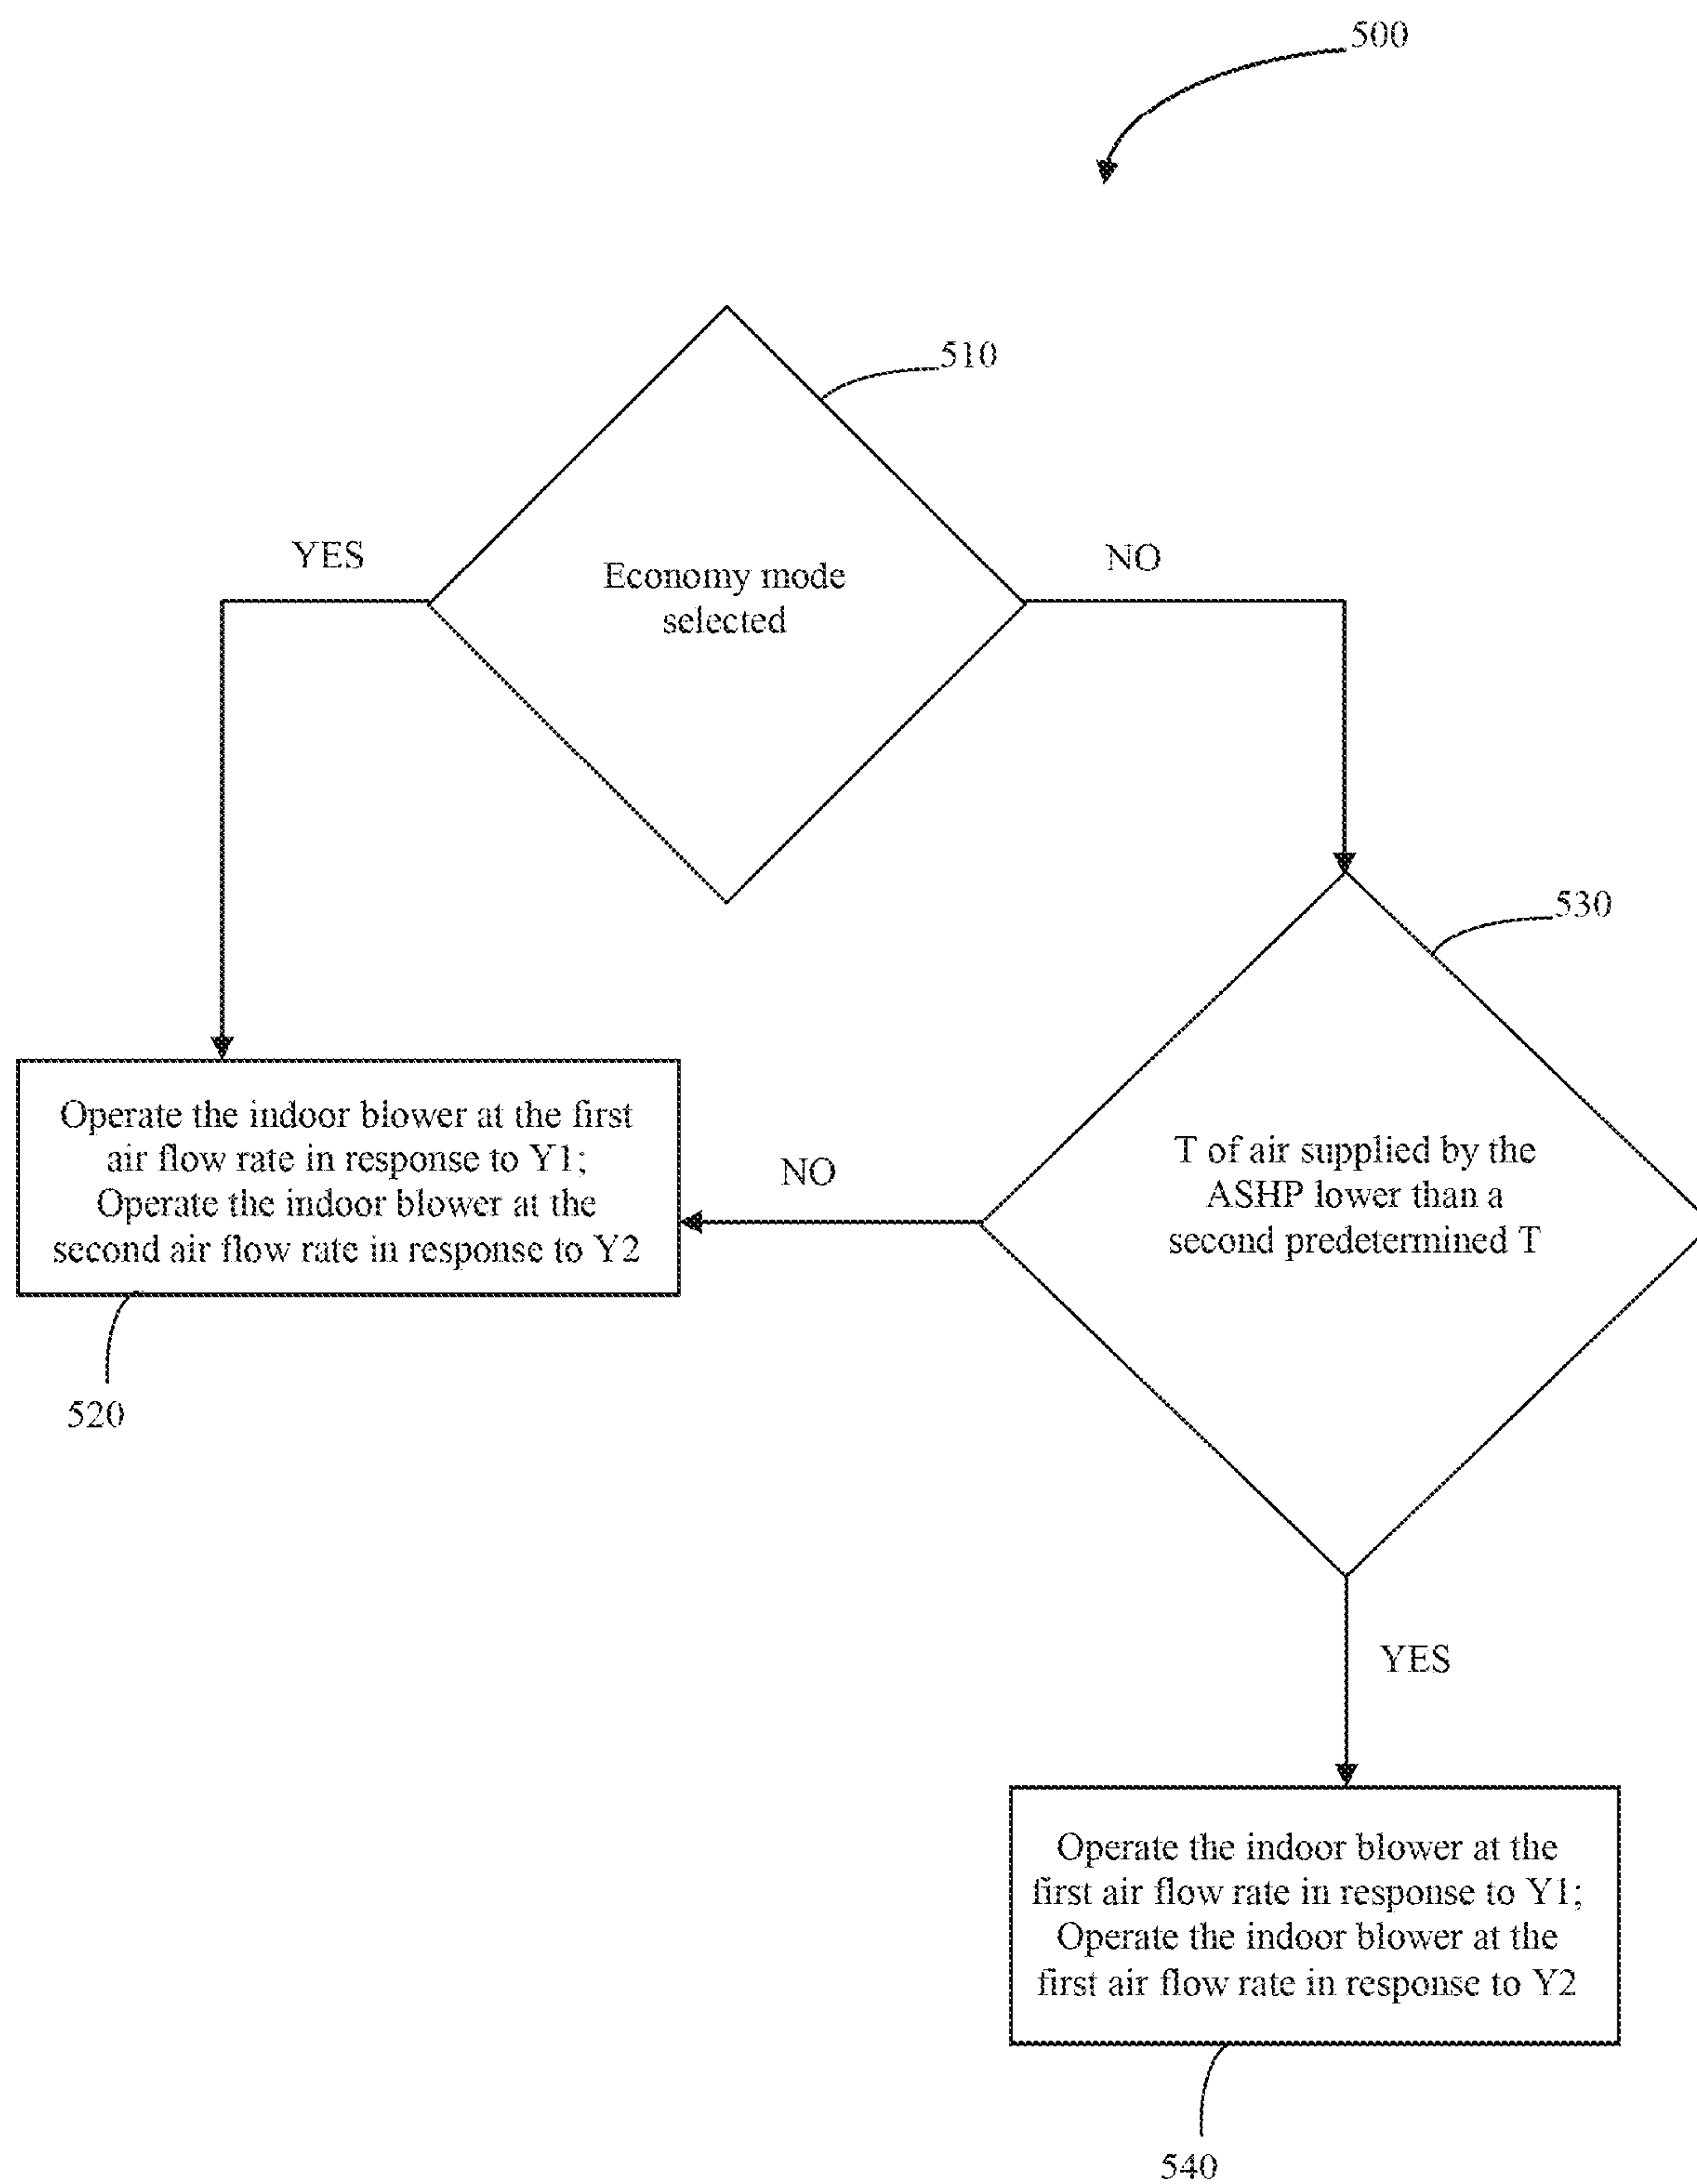 500
510
YES
NO
Economy mode
selected
530
Operate the indoor blower at the first
air flow rate in response to Y1;
Operate the indoor blower at the
second air flow rate in response to Y2
NO
T of air supplied by the
ASHP lower than a
second predetermined T
520
YES
Operate the indoor blower at the
first air flow rate in response to Y1;
Operate the indoor blower at the
first air flow rate in response to Y2
540